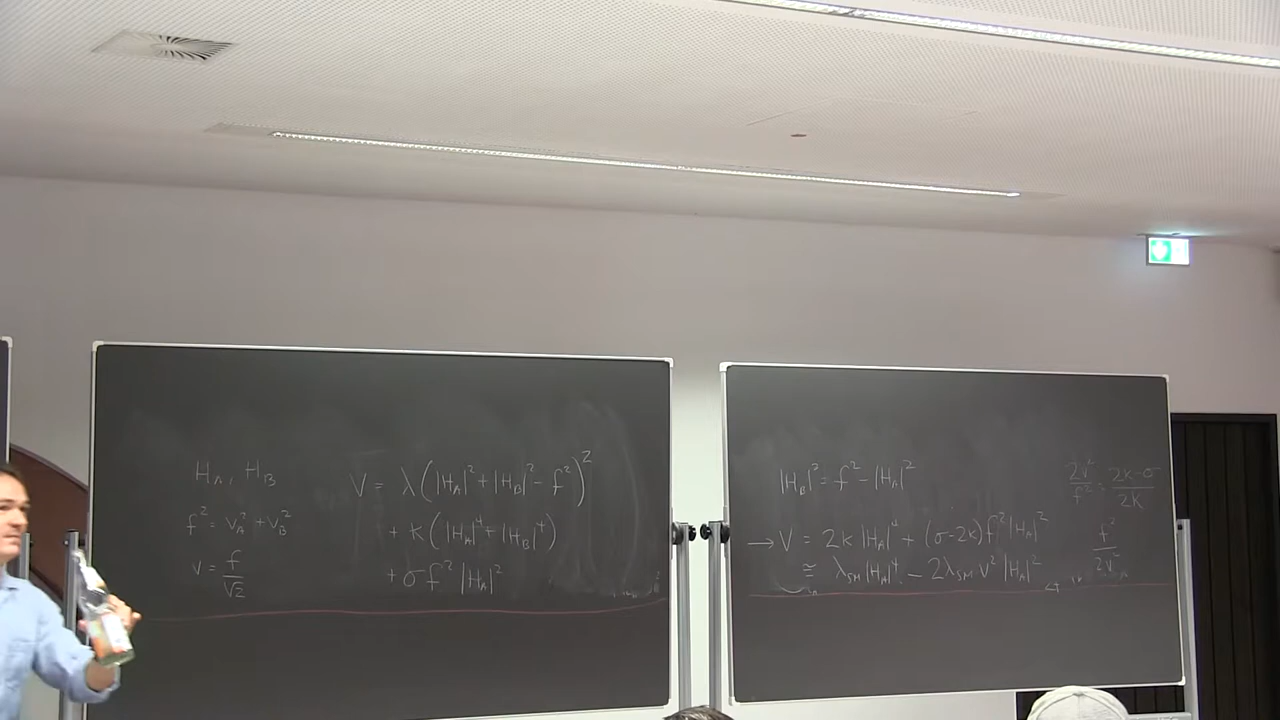 H_A, H_B
f² = v_A² + v_B²
v = f/√2
V = λ(|H_A|² + |H_B|² - f²)²
+ κ(|H_A|⁴ + |H_B|⁴)
+ σf²|H_A|²
|H_B|² = f² - |H_A|²
→ V = 2κ|H_A|⁴ + (σ-2κ)f²|H_A|²
≅ λ_SM|H_A|⁴ - 2λ_SM v²|H_A|²
2v²/f² = 2κ-σ/2κ
f²/2v²